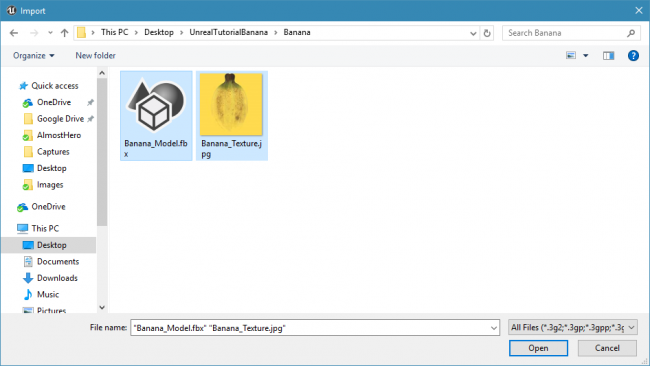 Import
This PC > Desktop > UnrealTutorialBanana > Banana
Search Banana
Organize
New folder
Quick access
OneDrive
Google Drive
AlmostHero
Captures
Desktop
Images
OneDrive
This PC
Desktop
Documents
Downloads
Music
Pictures
Banana_Model.fb
x
Banana_Texture.j
pg
File name:
"Banana_Model.fbx" "Banana_Texture.jpg"
All Files (*.3g2;*.3gp;*.3gpp;*.3g
Open
Cancel